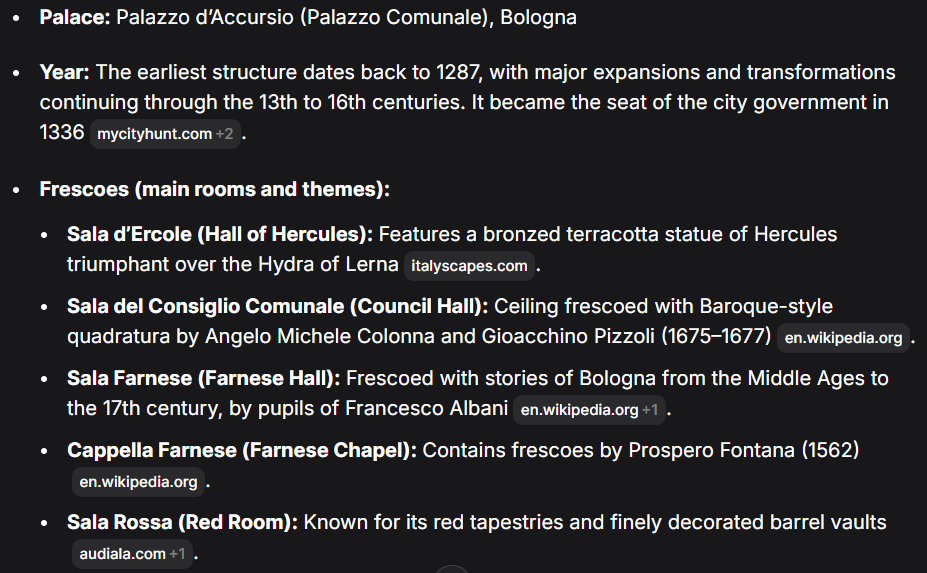 • Palace: Palazzo d’Accursio (Palazzo Comunale), Bologna
• Year: The earliest structure dates back to 1287, with major expansions and transformations
continuing through the 13th to 16th centuries. It became the seat of the city government in
1336 mycityhunt.com +2 .
• Frescoes (main rooms and themes):
• Sala d’Ercole (Hall of Hercules): Features a bronzed terracotta statue of Hercules
triumphant over the Hydra of Lerna italyscapes.com .
• Sala del Consiglio Comunale (Council Hall): Ceiling frescoed with Baroque-style
quadratura by Angelo Michele Colonna and Gioacchino Pizzoli (1675–1677) en.wikipedia.org .
• Sala Farnese (Farnese Hall): Frescoed with stories of Bologna from the Middle Ages to
the 17th century, by pupils of Francesco Albani en.wikipedia.org +1 .
• Cappella Farnese (Farnese Chapel): Contains frescoes by Prospero Fontana (1562)
en.wikipedia.org .
• Sala Rossa (Red Room): Known for its red tapestries and finely decorated barrel vaults
audiala.com +1 .